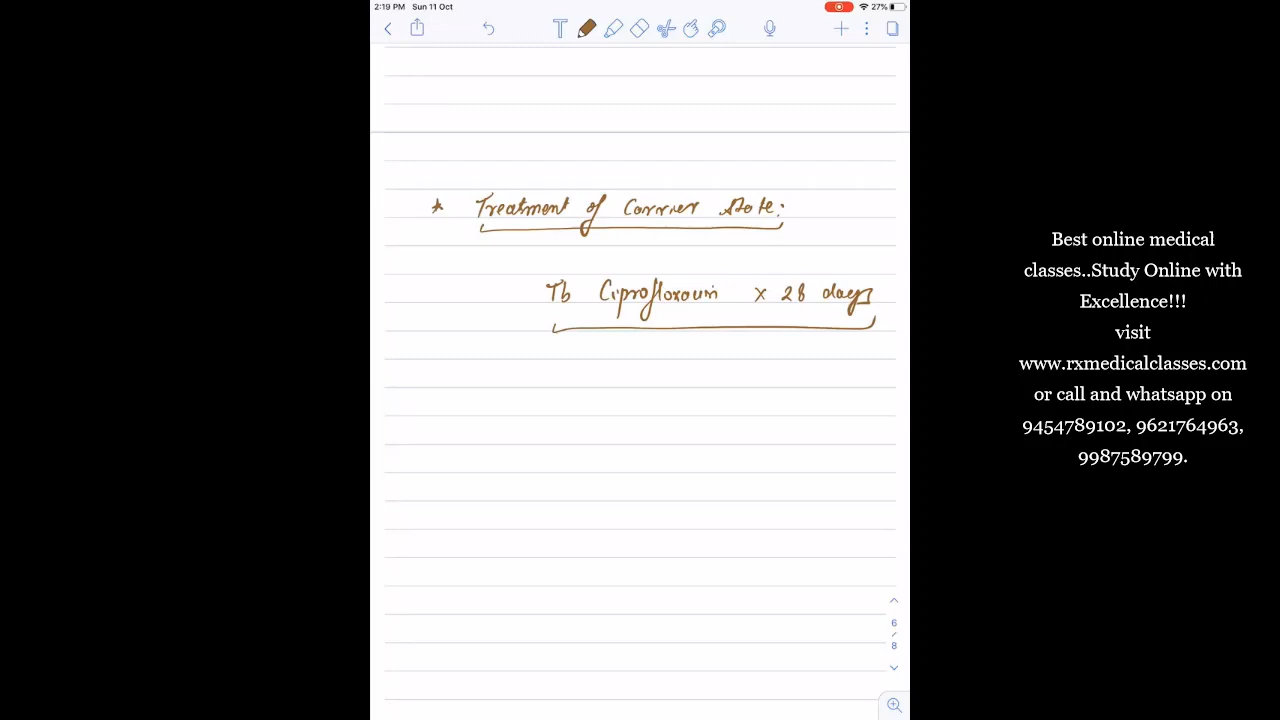 2:19 PM Sun 11 Oct
27%
* Treatment of Carrier State:
Tb Ciprofloxacin x 28 days
6
8
Best online medical
classes..Study Online with
Excellence!!!
visit
www.rxmedicalclasses.com
or call and whatsapp on
9454789102, 9621764963,
9987589799.